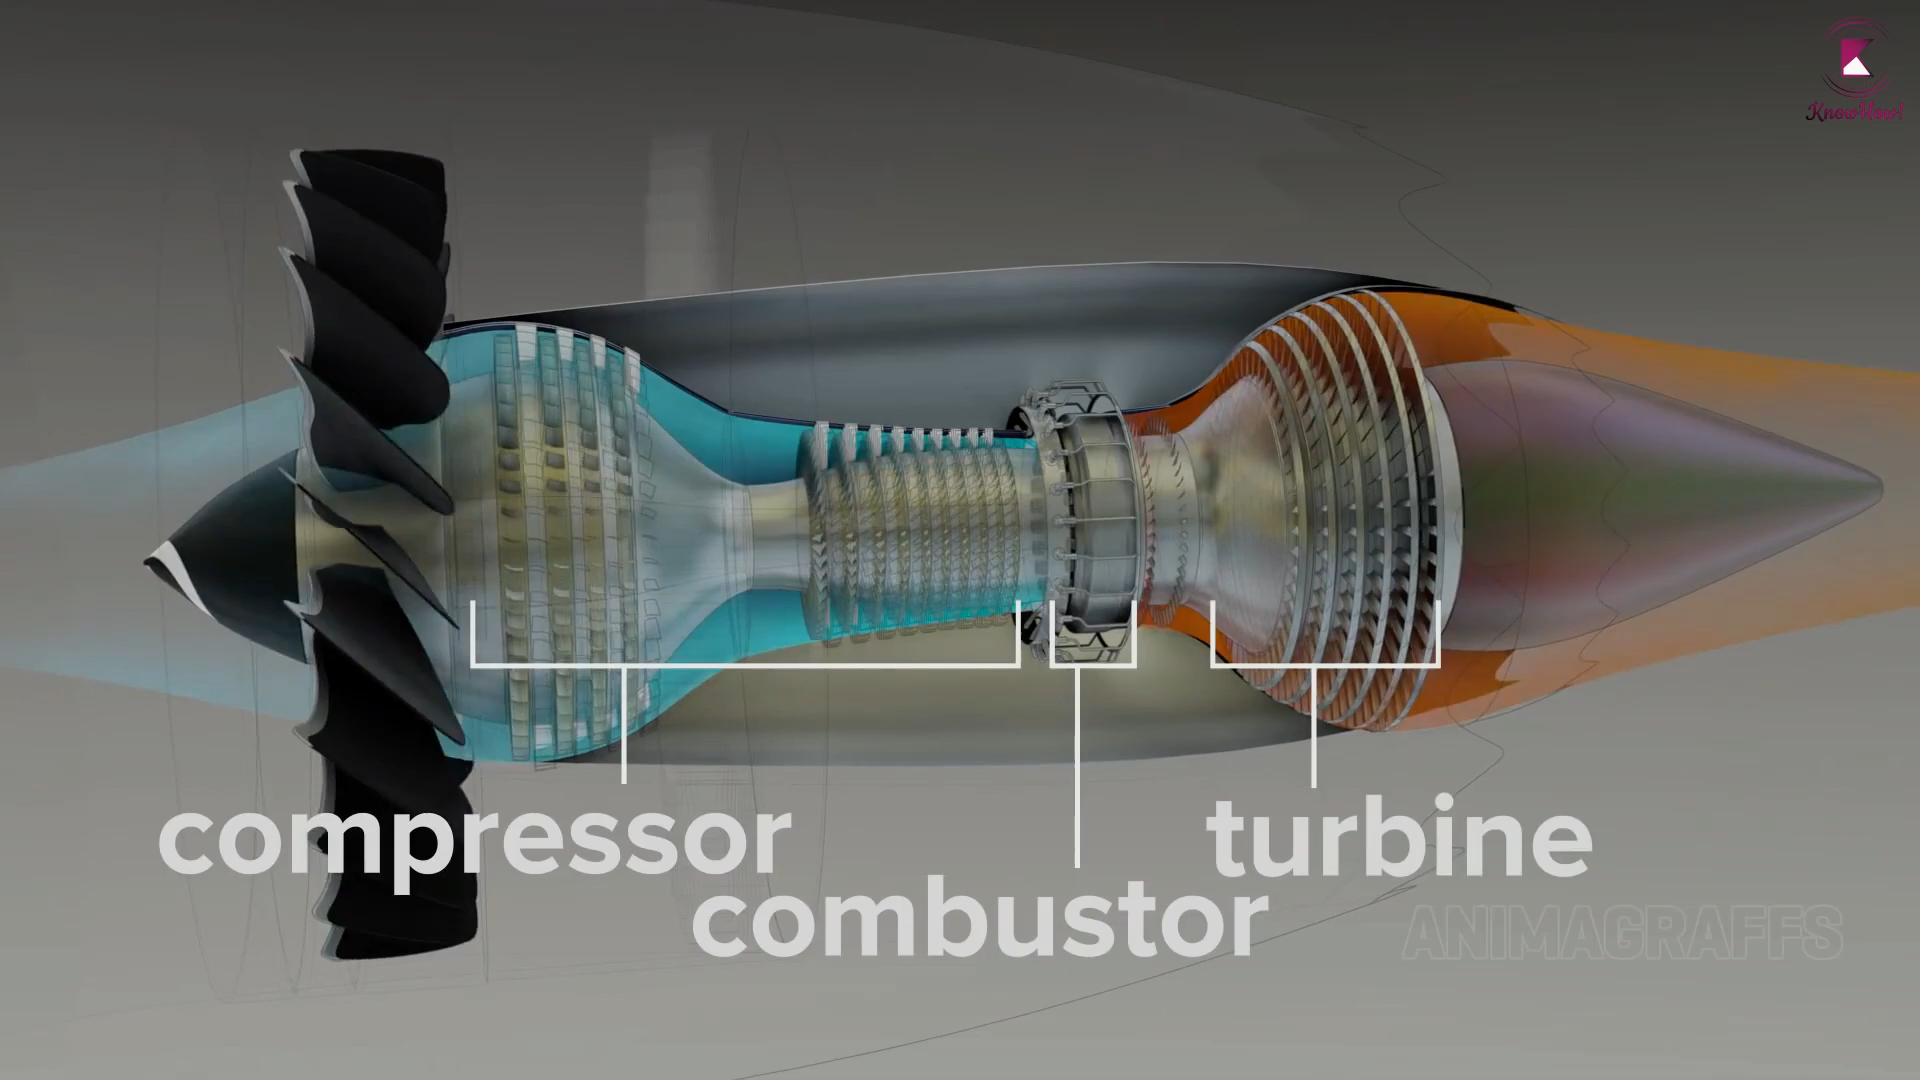 KnowHow!
compressor
turbine
combustor
ANIMAGRAFFS